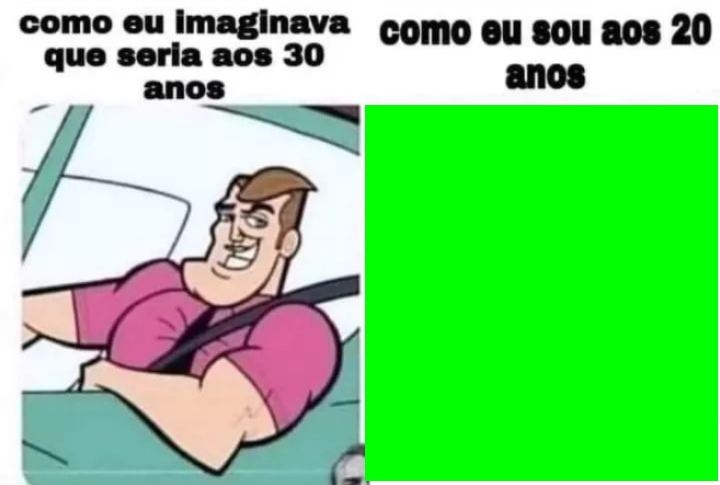 como eu imaginava
que seria aos 30
anos
como eu sou aos 20
anos